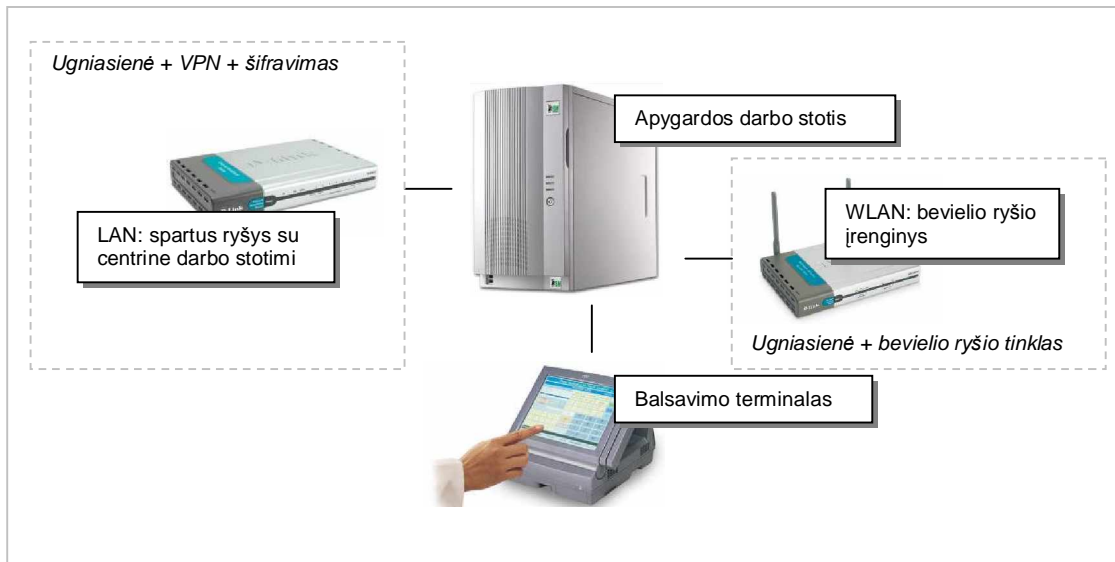 Ugniasienė + VPN + šifravimas
Apygardos darbo stotis
LAN: spartus ryšys su
centrine darbo stotimi
WLAN: bevielio ryšio
įrenginys
Ugniasienė + bevielio ryšio tinklas
Balsavimo terminalas